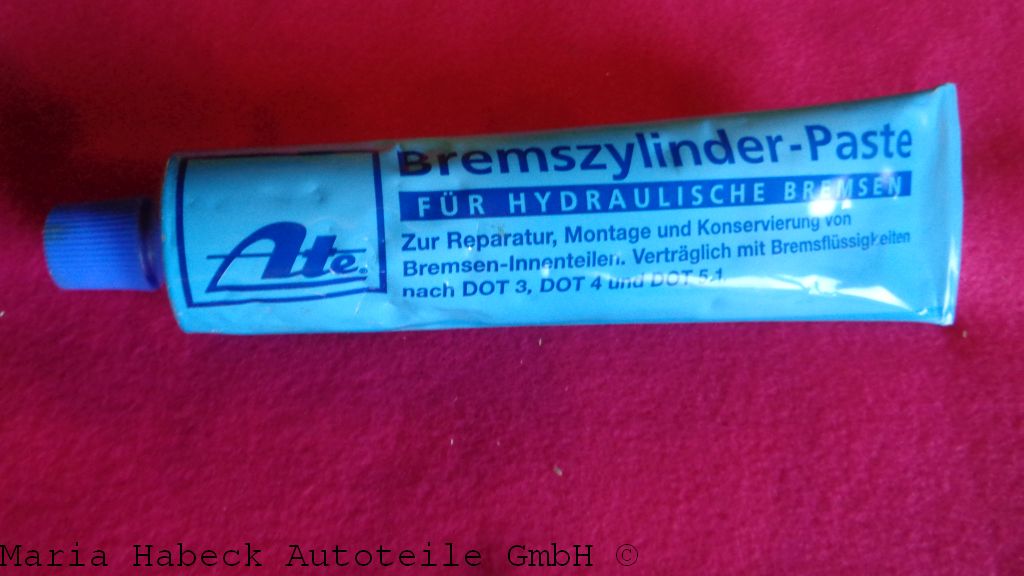 Ate®
Bremszylinder-Paste
FÜR HYDRAULISCHE BREMSEN
Zur Reparatur, Montage und Konservierung von
Bremsen-Innenteilen. Verträglich mit Bremsflüssigkeiten
nach DOT 3, DOT 4 und DOT 5.1.
Maria Habeck Autoteile GmbH ©